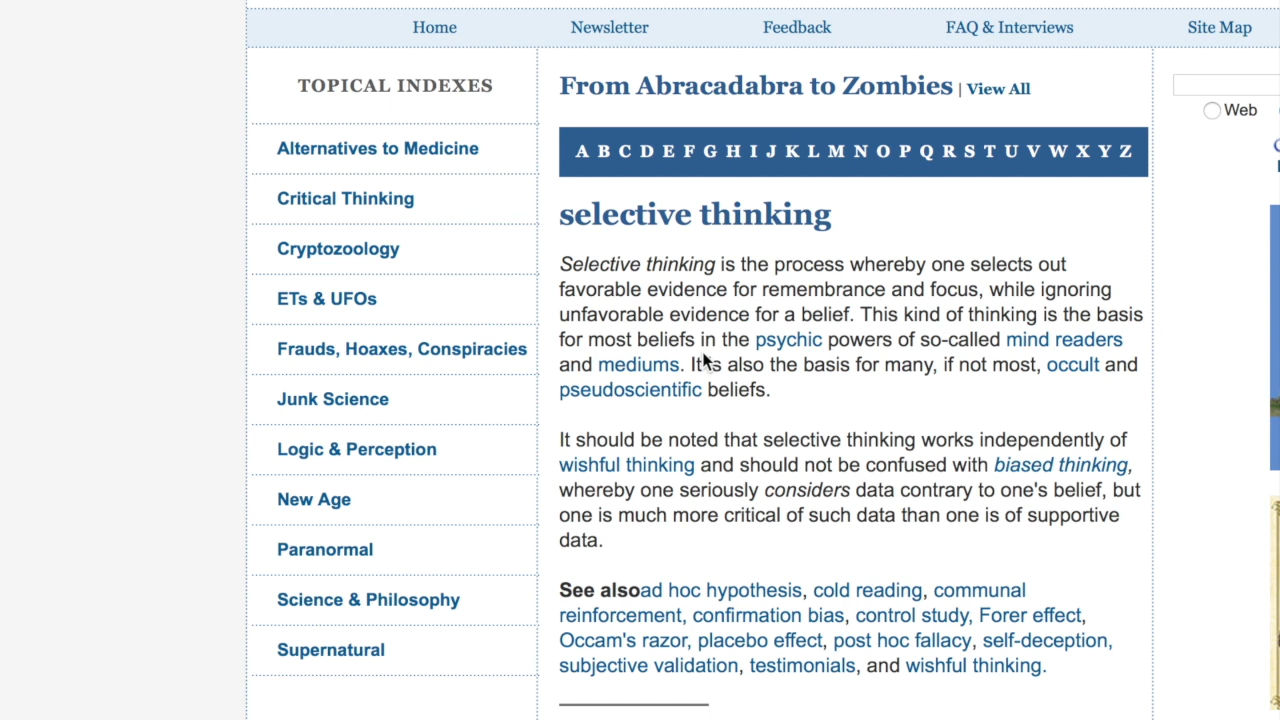 Home Newsletter Feedback FAQ & Interviews Site Map
TOPICAL INDEXES
Alternatives to Medicine
Critical Thinking
Cryptozoology
ETs & UFOs
Frauds, Hoaxes, Conspiracies
Junk Science
Logic & Perception
New Age
Paranormal
Science & Philosophy
Supernatural
From Abracadabra to Zombies | View All
A B C D E F G H I J K L M N O P Q R S T U V W X Y Z
selective thinking
Selective thinking is the process whereby one selects out
favorable evidence for remembrance and focus, while ignoring
unfavorable evidence for a belief. This kind of thinking is the basis
for most beliefs in the psychic powers of so-called mind readers
and mediums. It is also the basis for many, if not most, occult and
pseudoscientific beliefs.
It should be noted that selective thinking works independently of
wishful thinking and should not be confused with biased thinking,
whereby one seriously considers data contrary to one's belief, but
one is much more critical of such data than one is of supportive
data.
See alsoad hoc hypothesis, cold reading, communal
reinforcement, confirmation bias, control study, Forer effect,
Occam's razor, placebo effect, post hoc fallacy, self-deception,
subjective validation, testimonials, and wishful thinking.
Web